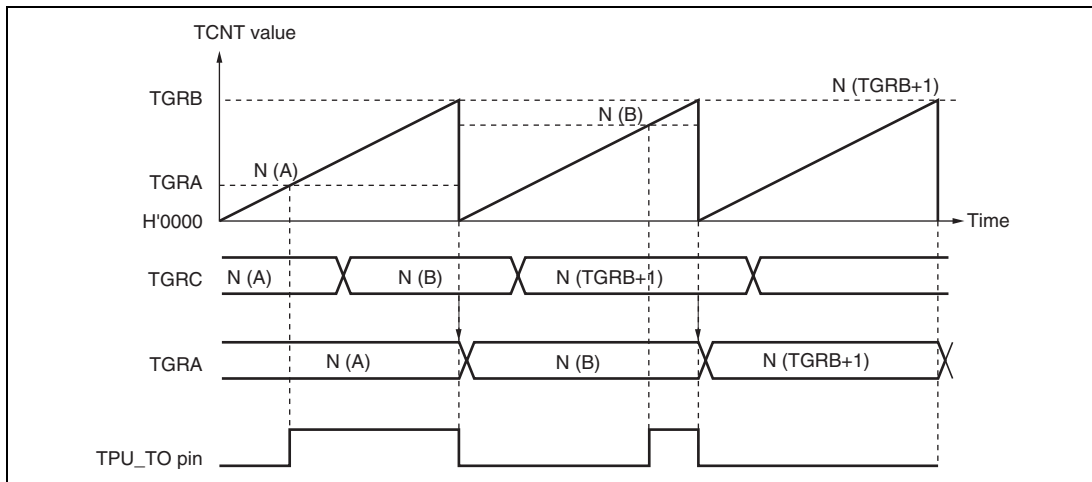 TCNT value
TGRB
N (TGRB+1)
N (B)
N (A)
TGRA
H'0000
Time
TGRC
N (A)
N (B)
N (TGRB+1)
TGRA
N (A)
N (B)
N (TGRB+1)
TPU_TO pin